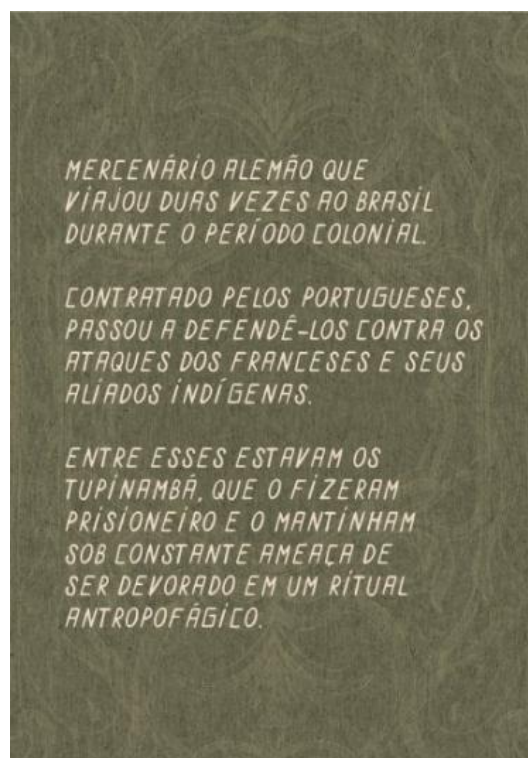 MERCENÁRIO ALEMÃO QUE
VIAJOU DUAS VEZES AO BRASIL
DURANTE O PERÍODO COLONIAL.
CONTRATADO PELOS PORTUGUESES,
PASSOU A DEFENDÊ-LOS CONTRA OS
ATAQUES DOS FRANCESES E SEUS
ALIADOS INDÍGENAS.
ENTRE ESSES ESTAVAM OS
TUPINAMBÁ, QUE O FIZERAM
PRISIONEIRO E O MANTINHAM
SOB CONSTANTE AMEAÇA DE
SER DEVORADO EM UM RITUAL
ANTROPOFÁGICO.